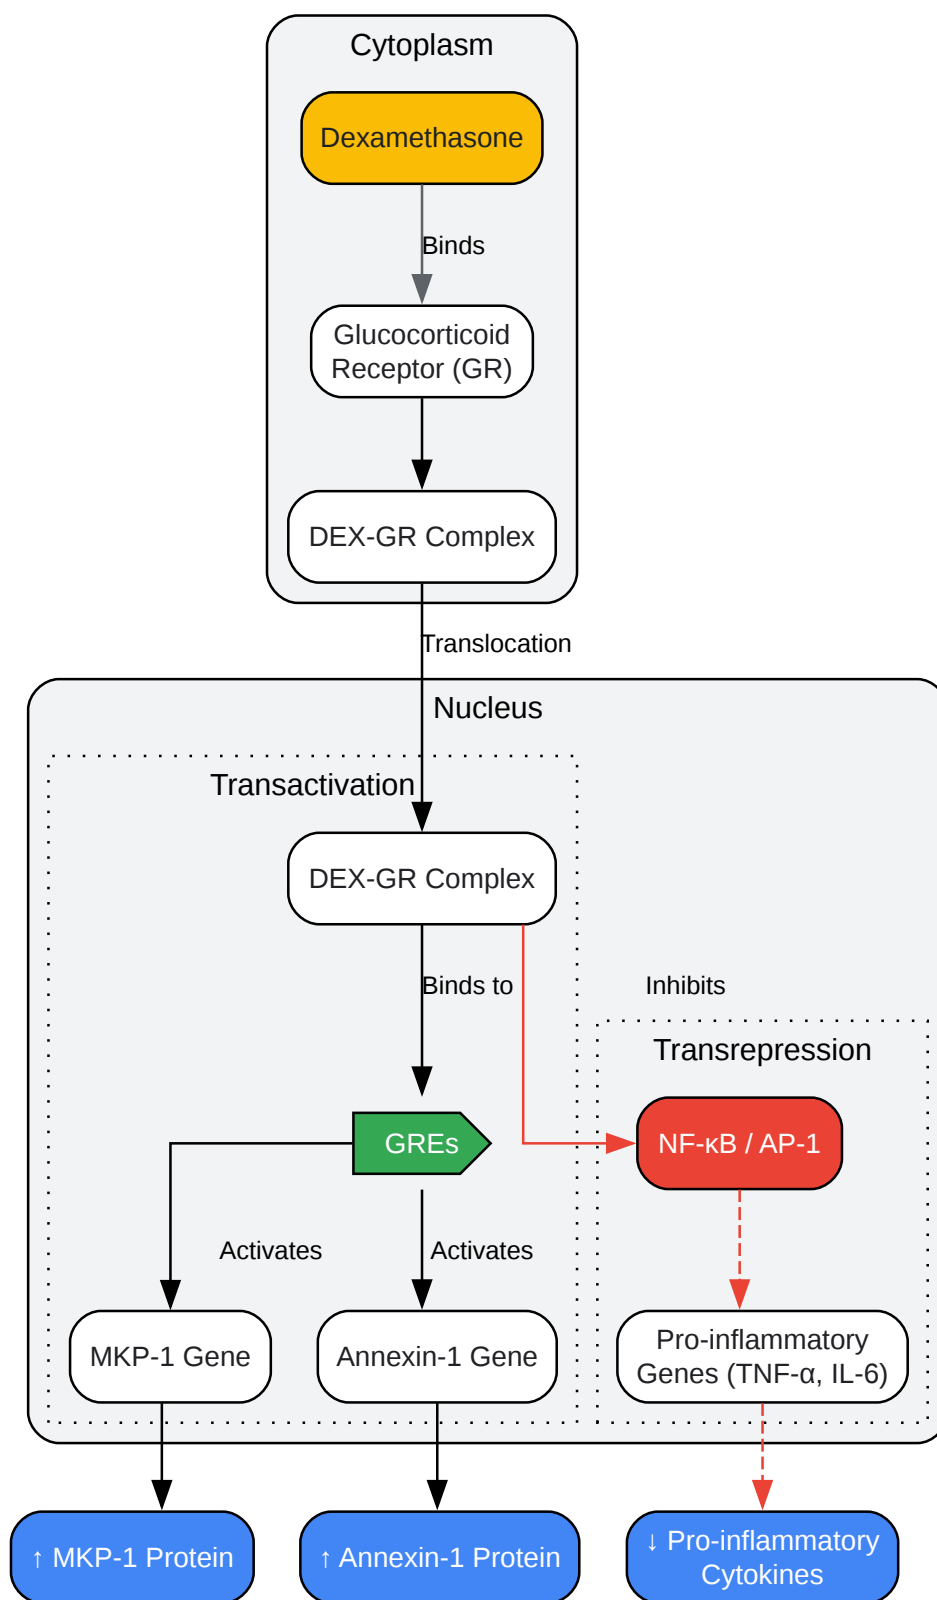 Cytoplasm
Dexamethasone
Binds
Glucocorticoid
Receptor (GR)
DEX-GR Complex
Translocation
Nucleus
Transactivation
DEX-GR Complex
Binds to
Inhibits
Transrepression
GREs
NF-κB / AP-1
Activates
Activates
MKP-1 Gene
Annexin-1 Gene
Pro-inflammatory
Genes (TNF-α, IL-6)
↑ MKP-1 Protein
↑ Annexin-1 Protein
↓ Pro-inflammatory
Cytokines